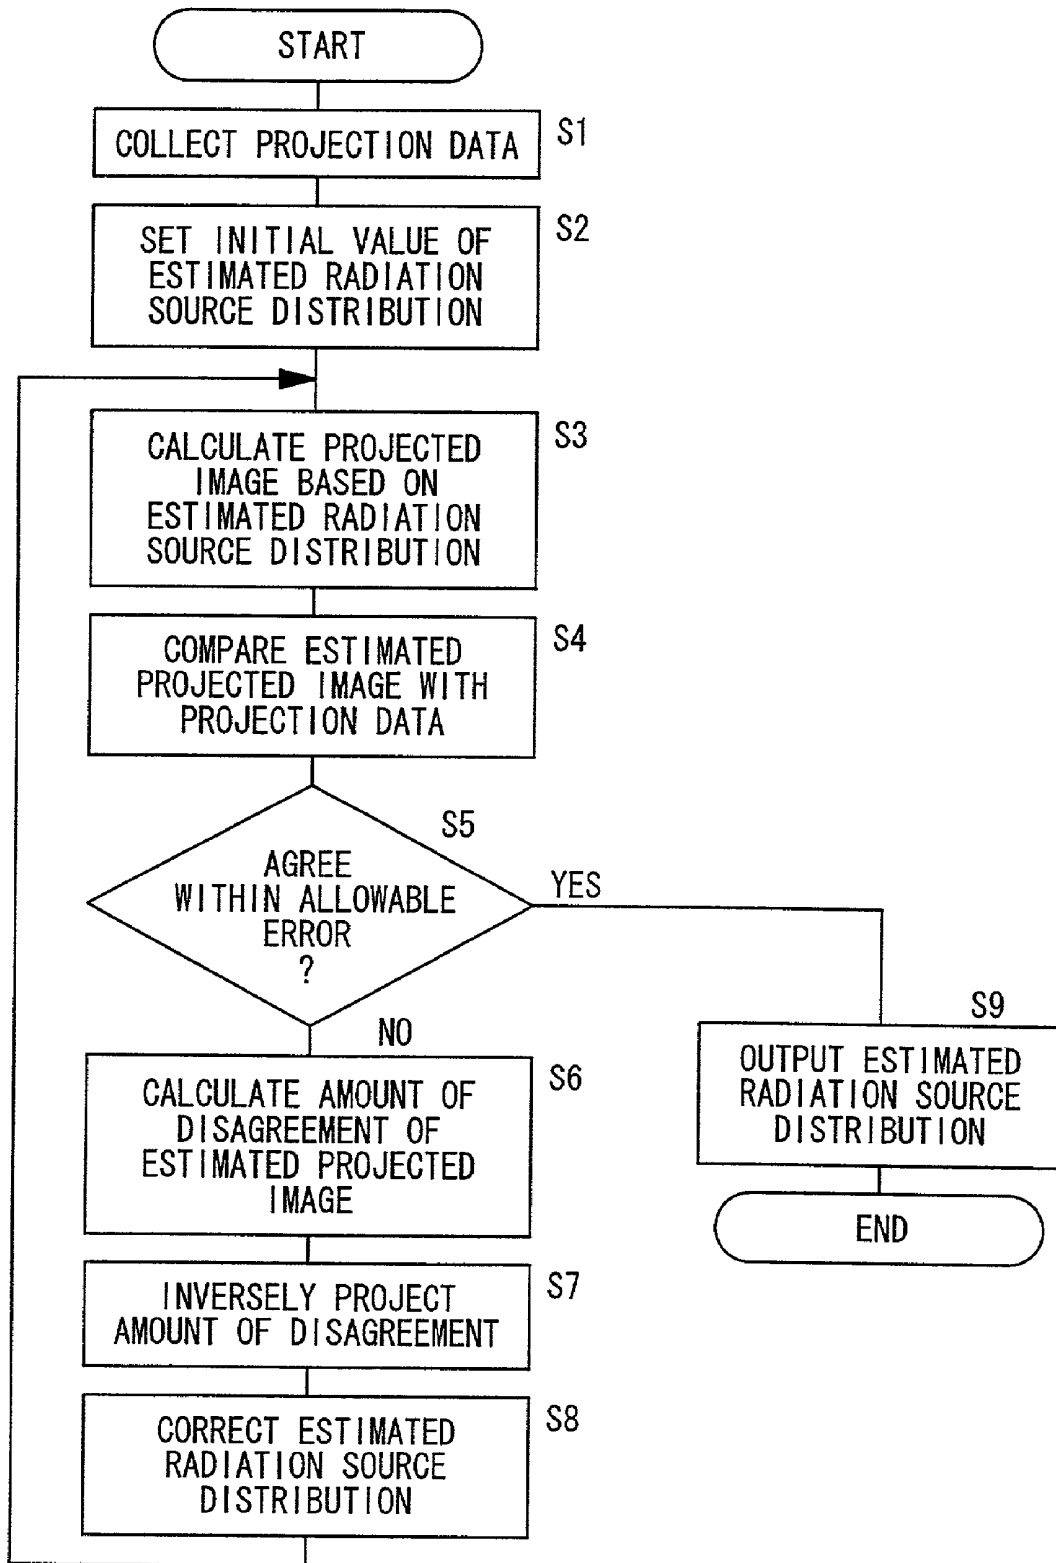 START
COLLECT PROJECTION DATA
S1
SET INITIAL VALUE OF
ESTIMATED RADIATION
SOURCE DISTRIBUTION
S2
CALCULATE PROJECTED
IMAGE BASED ON
ESTIMATED RADIATION
SOURCE DISTRIBUTION
S3
COMPARE ESTIMATED
PROJECTED IMAGE WITH
PROJECTION DATA
S4
S5
AGREE
WITHIN ALLOWABLE
ERROR
?
YES
NO
CALCULATE AMOUNT OF
DISAGREEMENT OF
ESTIMATED PROJECTED
IMAGE
S6
INVERSELY PROJECT
AMOUNT OF DISAGREEMENT
S7
CORRECT ESTIMATED
RADIATION SOURCE
DISTRIBUTION
S8
S9
OUTPUT ESTIMATED
RADIATION SOURCE
DISTRIBUTION
END